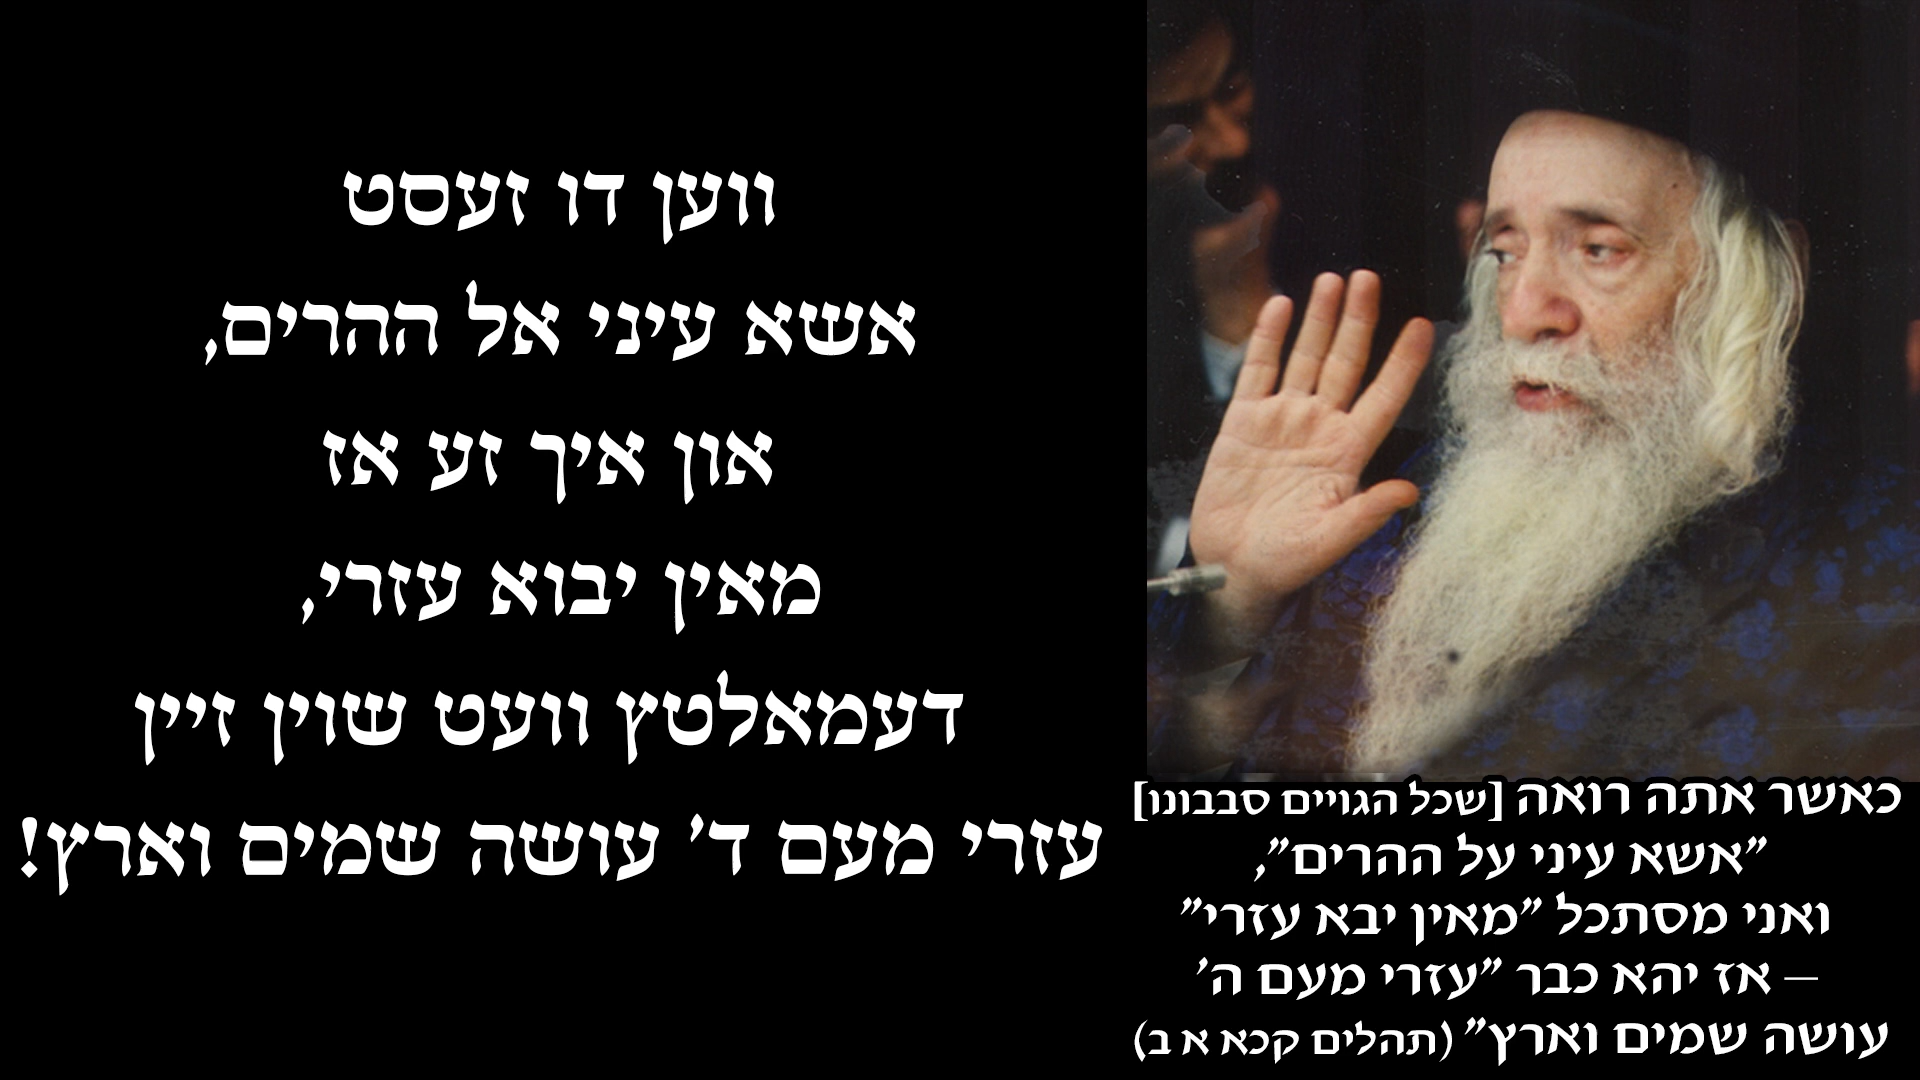 ווען דו זעסט
אשא עיני אל ההרים,
און איך זע אז
מאין יבוא עזרי,
דעמאלטץ וועט שוין זיין
עזרי מעם ד' עושה שמים וארץ!
כאשר אתה רואה [שכל הגויים סבבונו]
"אשא עיני על ההרים",
ואני מסתכל "מאין יבא עזרי"
– אז יהא כבר "עזרי מעם ה'
עושה שמים וארץ" (תהלים קכא א ב)